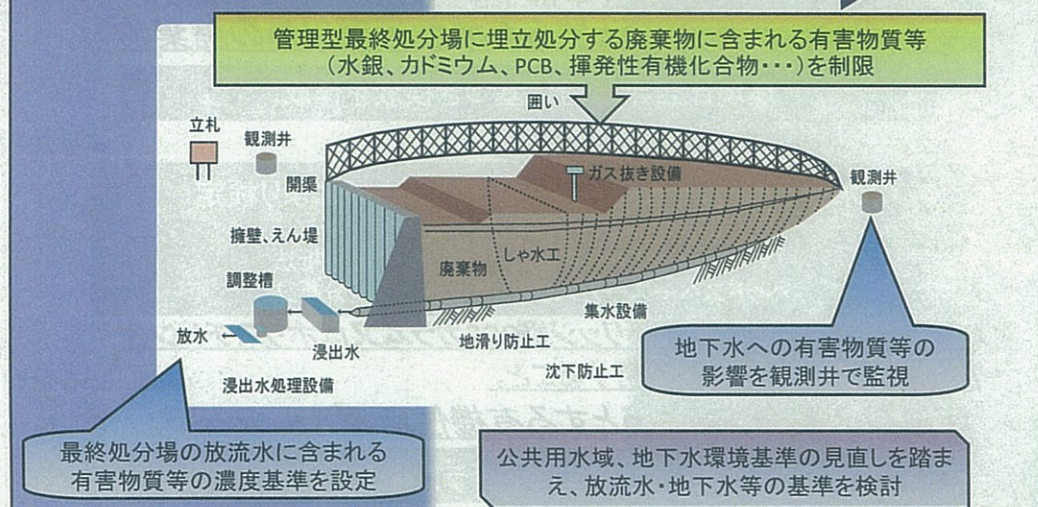 管理型最終処分場に埋立処分する廃棄物に含まれる有害物質等
（水銀、カドミウム、PCB、揮発性有機化合物・・・）を制限
囲い
立札
観測井
開渠
ガス抜き設備
観測井
擁壁、えん堤
しゃ水工
廃棄物
調整槽
集水設備
放水
浸出水
地滑り防止工
沈下防止工
浸出水処理設備
地下水への有害物質等の
影響を観測井で監視
最終処分場の放流水に含まれる
有害物質等の濃度基準を設定
公共用水域、地下水環境基準の見直しを踏ま
え、放流水・地下水等の基準を検討